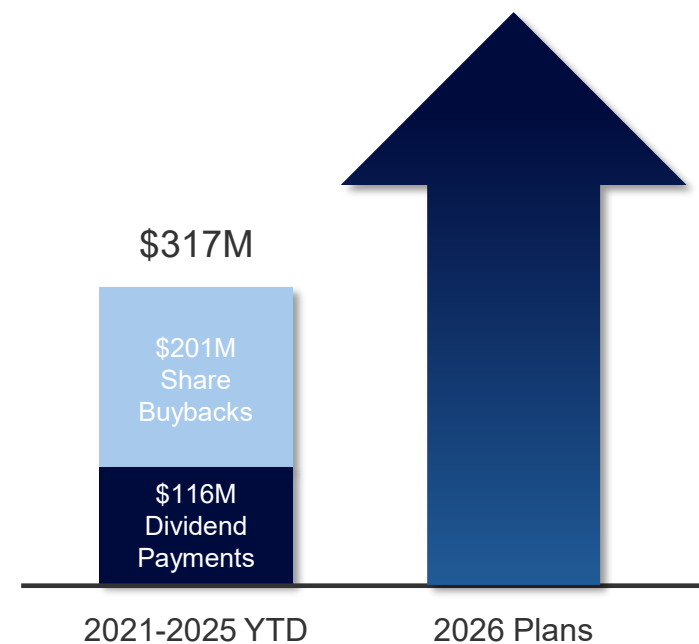 $317M
$201M
Share
Buybacks
$116M
Dividend
Payments
2021-2025 YTD
2026 Plans